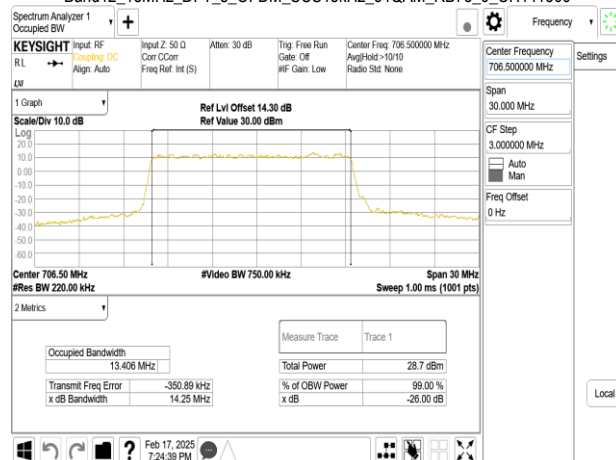 Spectrum Analyzer 1
Occupied BW
Frequency
KEYSIGHT
Input: RF
Coupling: DC
Align: Auto
Input Z: 50 Ω
Corr CCorr
Freq Ref: Int (S)
Atten: 30 dB
Trig: Free Run
Gate: Off
#IF Gain: Low
Center Freq: 706.500000 MHz
Avg|Hold:>10/10
Radio Std: None
RL
LXI
Center Frequency
706.500000 MHz
Settings
Span
30.000 MHz
CF Step
3.000000 MHz
Auto
Man
Freq Offset
0 Hz
1 Graph
Scale/Div 10.0 dB
Ref Lvl Offset 14.30 dB
Ref Value 30.00 dBm
Log
20.0
10.0
0.00
-10.0
-20.0
-30.0
-40.0
-50.0
-60.0
Center 706.50 MHz
#Video BW 750.00 kHz
Span 30 MHz
#Res BW 220.00 kHz
Sweep 1.00 ms (1001 pts)
2 Metrics
Measure Trace
Trace 1
Occupied Bandwidth
13.406 MHz
Total Power
28.7 dBm
Transmit Freq Error
-350.89 kHz
% of OBW Power
99.00 %
x dB Bandwidth
14.25 MHz
x dB
-26.00 dB
Local
Feb 17, 2025
7:24:39 PM